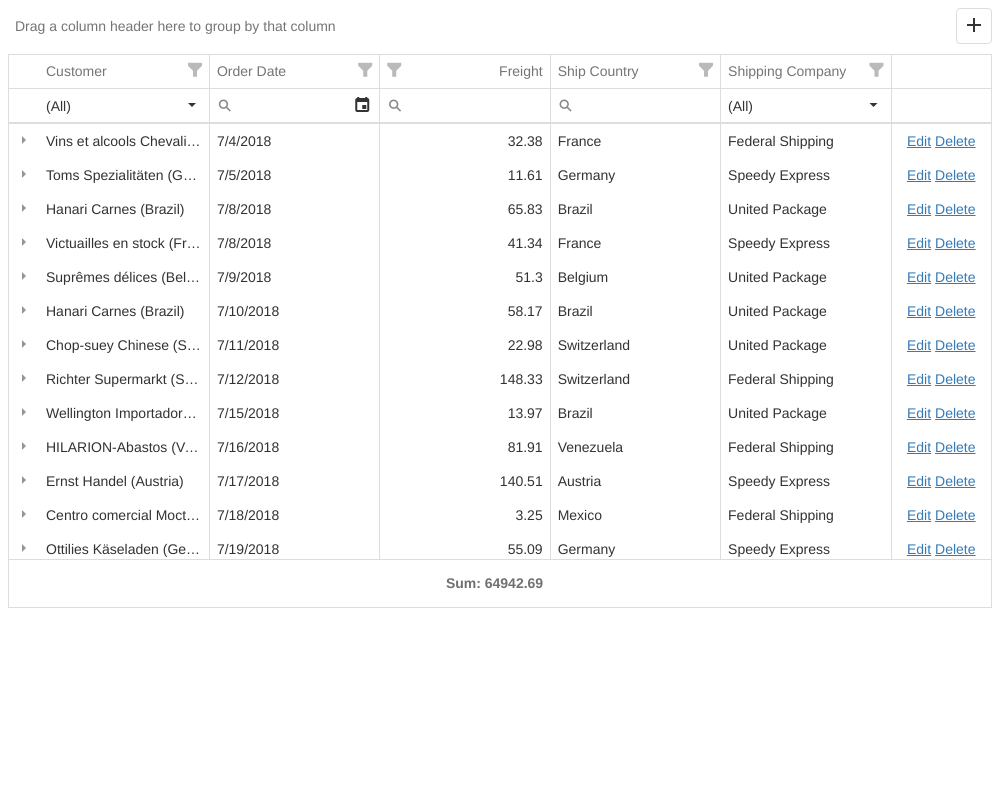 Drag a column header here to group by that column
Customer Order Date Freight Ship Country Shipping Company
(All) (All)
Vins et alcools Chevali... 7/4/2018 32.38 France Federal Shipping Edit Delete
Toms Spezialitäten (G... 7/5/2018 11.61 Germany Speedy Express Edit Delete
Hanari Carnes (Brazil) 7/8/2018 65.83 Brazil United Package Edit Delete
Victuailles en stock (Fr... 7/8/2018 41.34 France Speedy Express Edit Delete
Suprêmes délices (Bel... 7/9/2018 51.3 Belgium United Package Edit Delete
Hanari Carnes (Brazil) 7/10/2018 58.17 Brazil United Package Edit Delete
Chop-suey Chinese (S... 7/11/2018 22.98 Switzerland United Package Edit Delete
Richter Supermarkt (S... 7/12/2018 148.33 Switzerland Federal Shipping Edit Delete
Wellington Importador... 7/15/2018 13.97 Brazil United Package Edit Delete
HILARION-Abastos (V... 7/16/2018 81.91 Venezuela Federal Shipping Edit Delete
Ernst Handel (Austria) 7/17/2018 140.51 Austria Speedy Express Edit Delete
Centro comercial Moct... 7/18/2018 3.25 Mexico Federal Shipping Edit Delete
Ottilies Käseladen (Ge... 7/19/2018 55.09 Germany Speedy Express Edit Delete
Sum: 64942.69